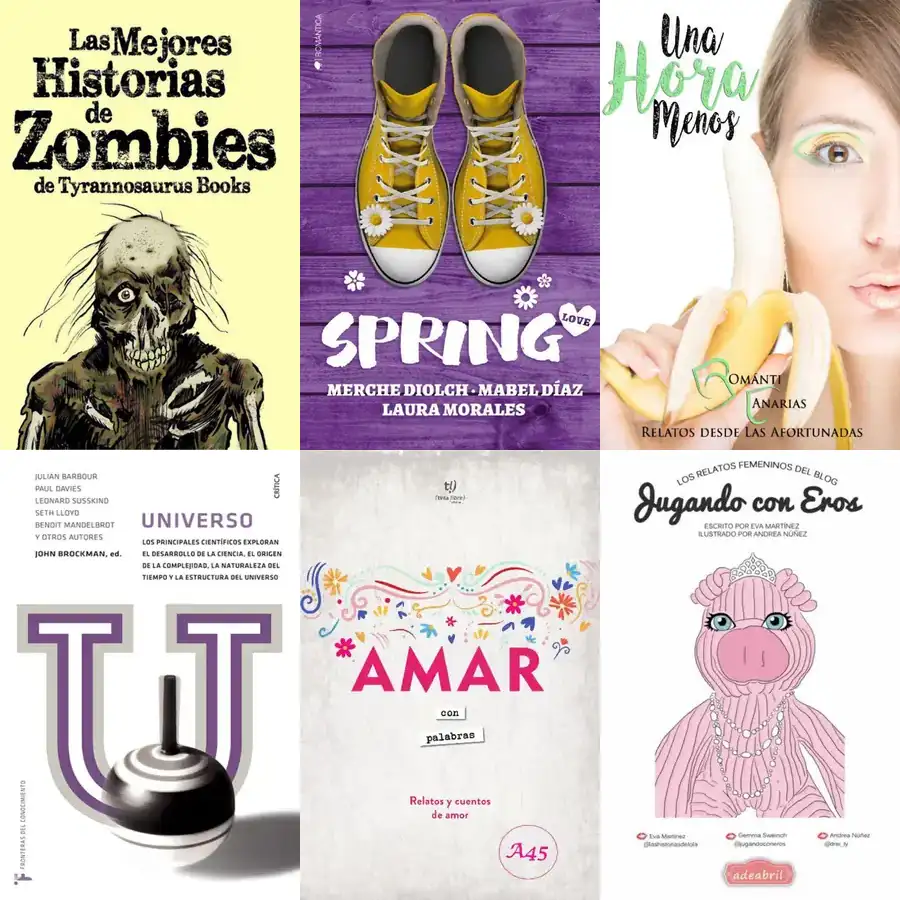 Las Mejores
Historias
de
Zombies
de Tyrannosaurus Books
SPRING
LOVE
MERCHE DIOLCH · MABEL DÍAZ
LAURA MORALES
Una
Hora
Menos
ROMÁNTI
CANARIAS
RELATOS DESDE LAS AFORTUNADAS
JULIAN BARBOUR
PAUL DAVIES
LEONARD SUSSKIND
SETH LLOYD
BENOIT MANDELBROT
Y OTROS AUTORES
JOHN BROCKMAN, ed.
CRÍTICA
UNIVERSO
LOS PRINCIPALES CIENTÍFICOS EXPLORAN
EL DESARROLLO DE LA CIENCIA, EL ORIGEN
DE LA COMPLEJIDAD, LA NATURALEZA DEL
TIEMPO Y LA ESTRUCTURA DEL UNIVERSO
U
FRONTERAS DEL CONOCIMIENTO
AMAR
con
palabras
Relatos y cuentos
de amor
A45
LOS RELATOS FEMENINOS DEL BLOG
Jugando con Eros
ESCRITO POR EVA MARTÍNEZ
ILUSTRADO POR ANDREA NÚÑEZ
Eva Martínez
Gemma Sweinch
@jugandoconeros
Andrea Núñez
adeabril